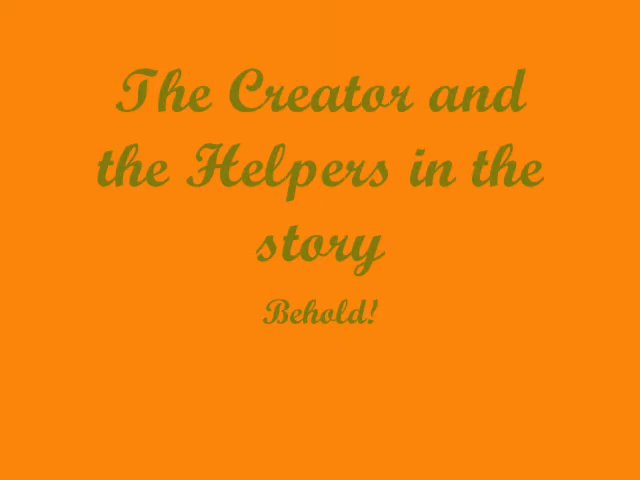 The Creator and
the Helpers in the
story
Behold!